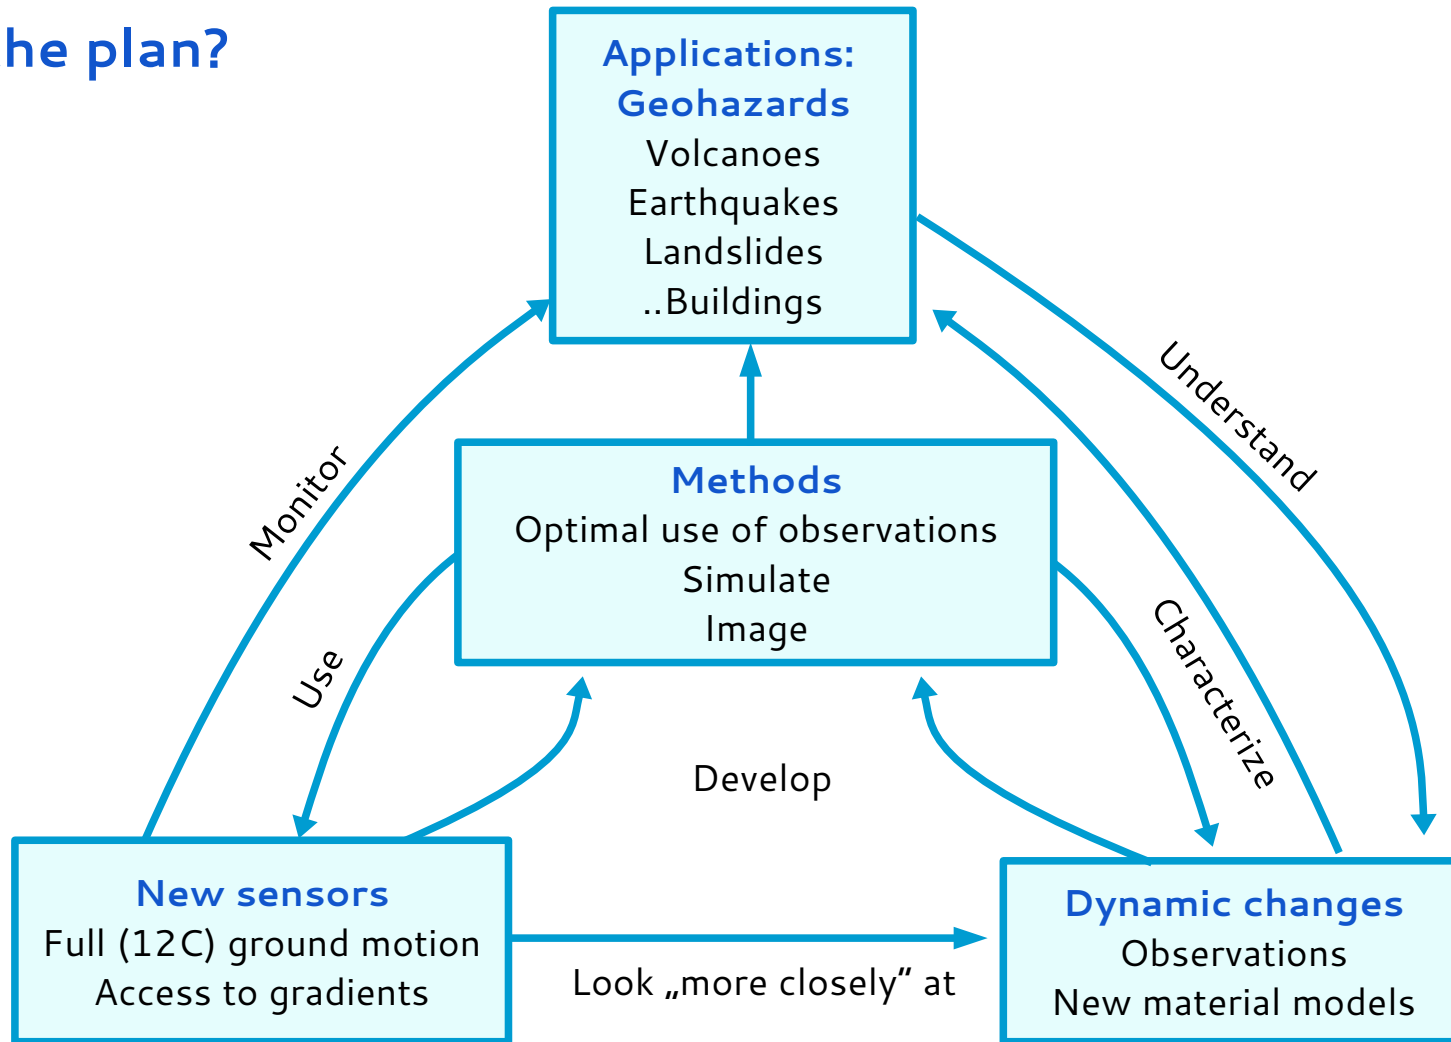 he plan?
Applications:
Geohazards
Volcanoes
Earthquakes
Landslides
..Buildings
Understand
Monitor
Methods
Optimal use of observations
Simulate
Image
Use
Characterize
Develop
New sensors
Full (12C) ground motion
Access to gradients
Look „more closely“ at
Dynamic changes
Observations
New material models